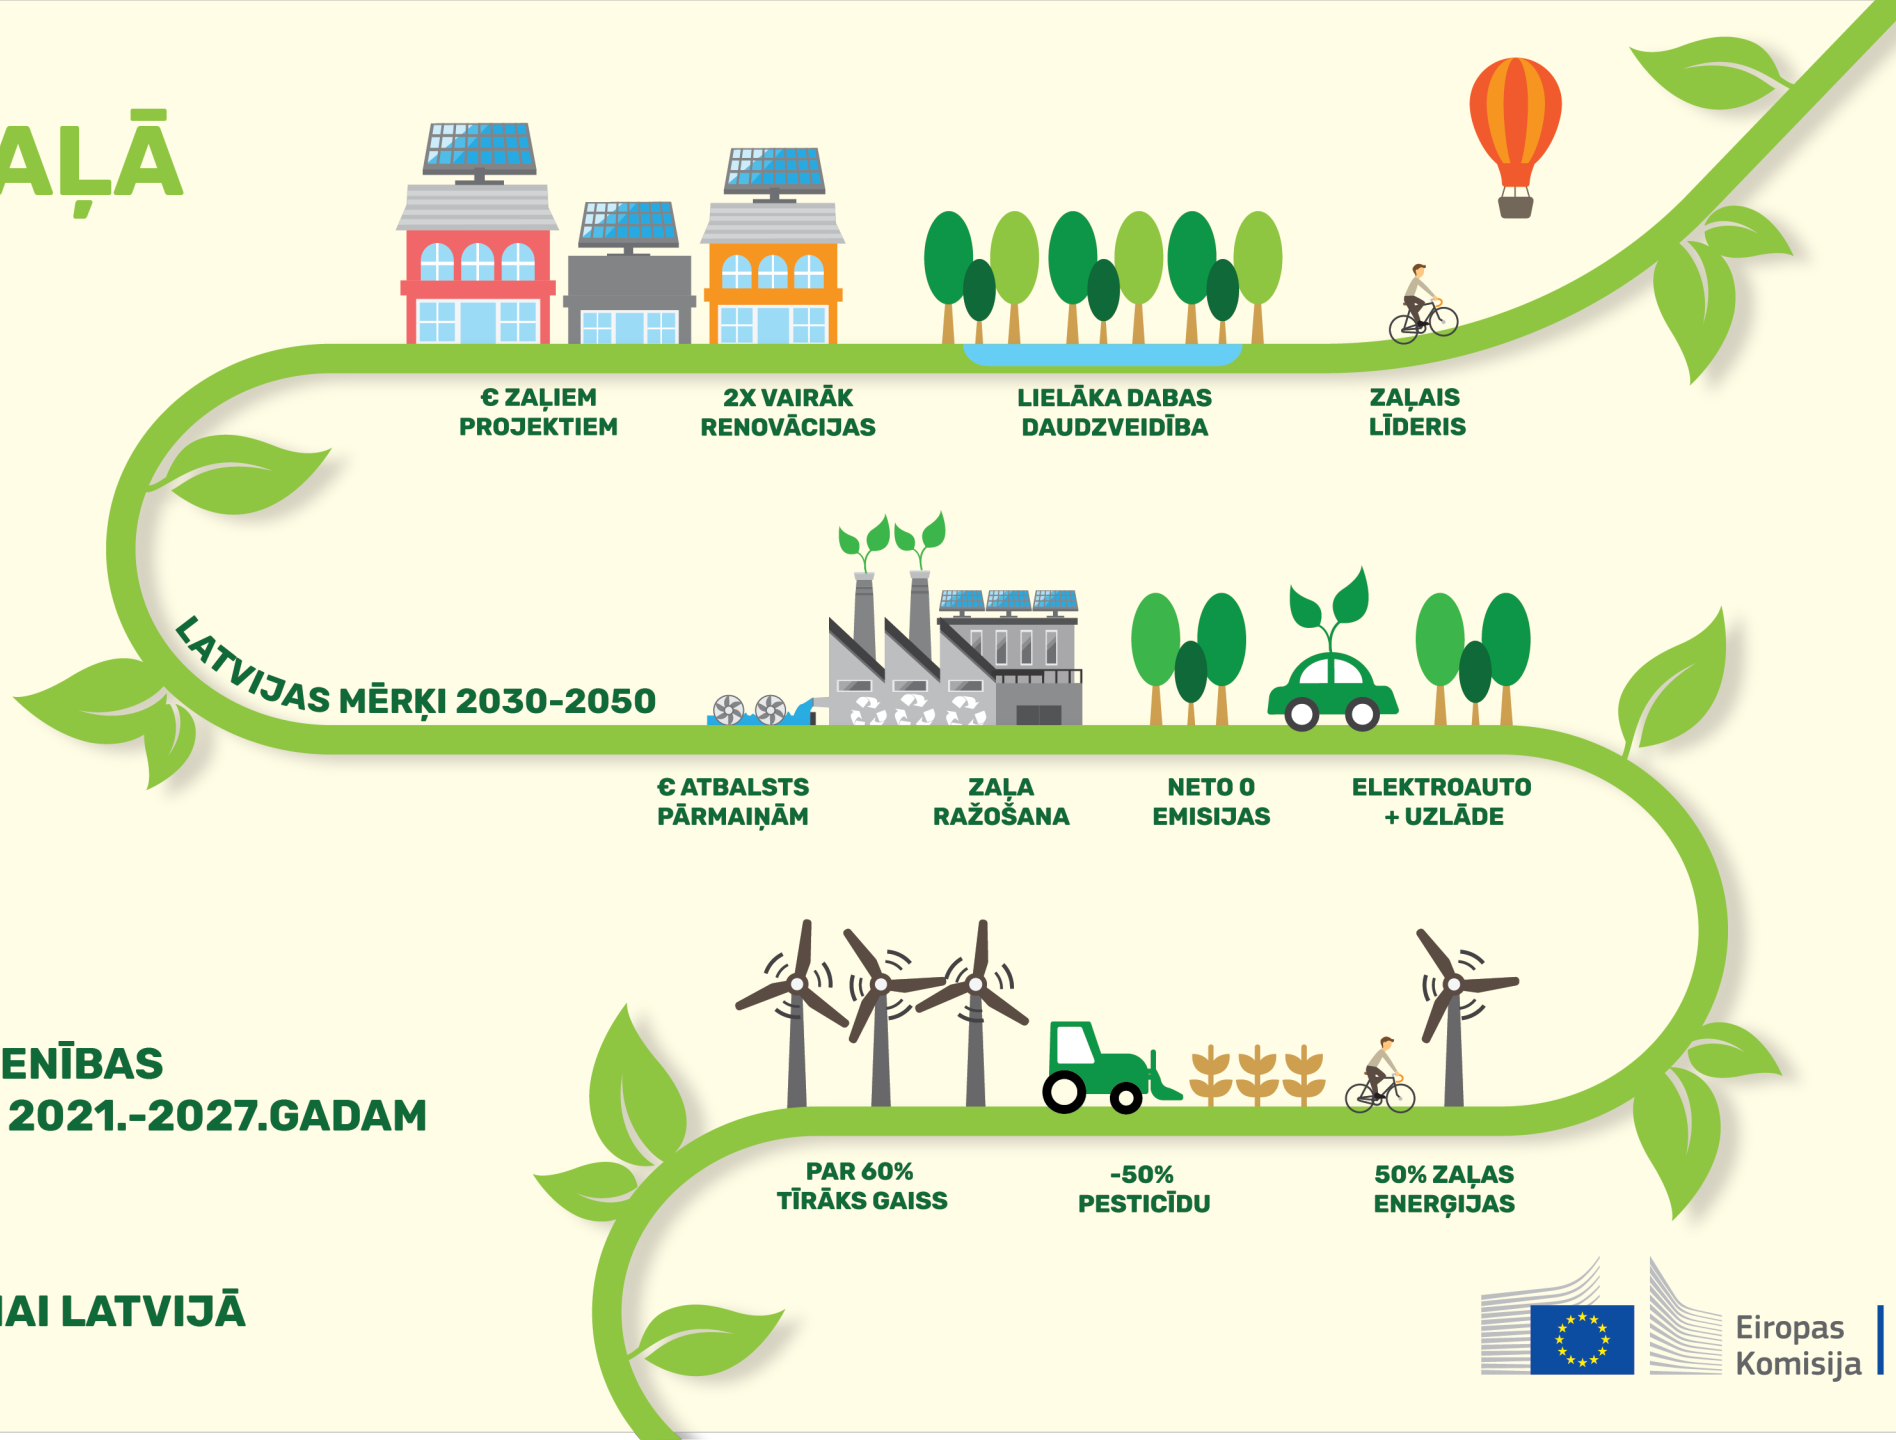 AĻĀ
€ ZAĻIEM
PROJEKTIEM
2X VAIRĀK
RENOVĀCIJAS
LIELĀKA DABAS
DAUDZVEIDĪBA
ZAĻAIS
LĪDERIS
LATVIJAS MĒRĶI 2030-2050
€ ATBALSTS
PĀRMAIŅĀM
ZAĻA
RAŽOŠANA
NETO 0
EMISIJAS
ELEKTROAUTO
+ UZLĀDE
ENĪBAS
2021.-2027.GADAM
PAR 60%
TĪRĀKS GAISS
-50%
PESTICĪDU
50% ZAĻAS
ENERĢIJAS
AI LATVIJĀ
Eiropas
Komisija